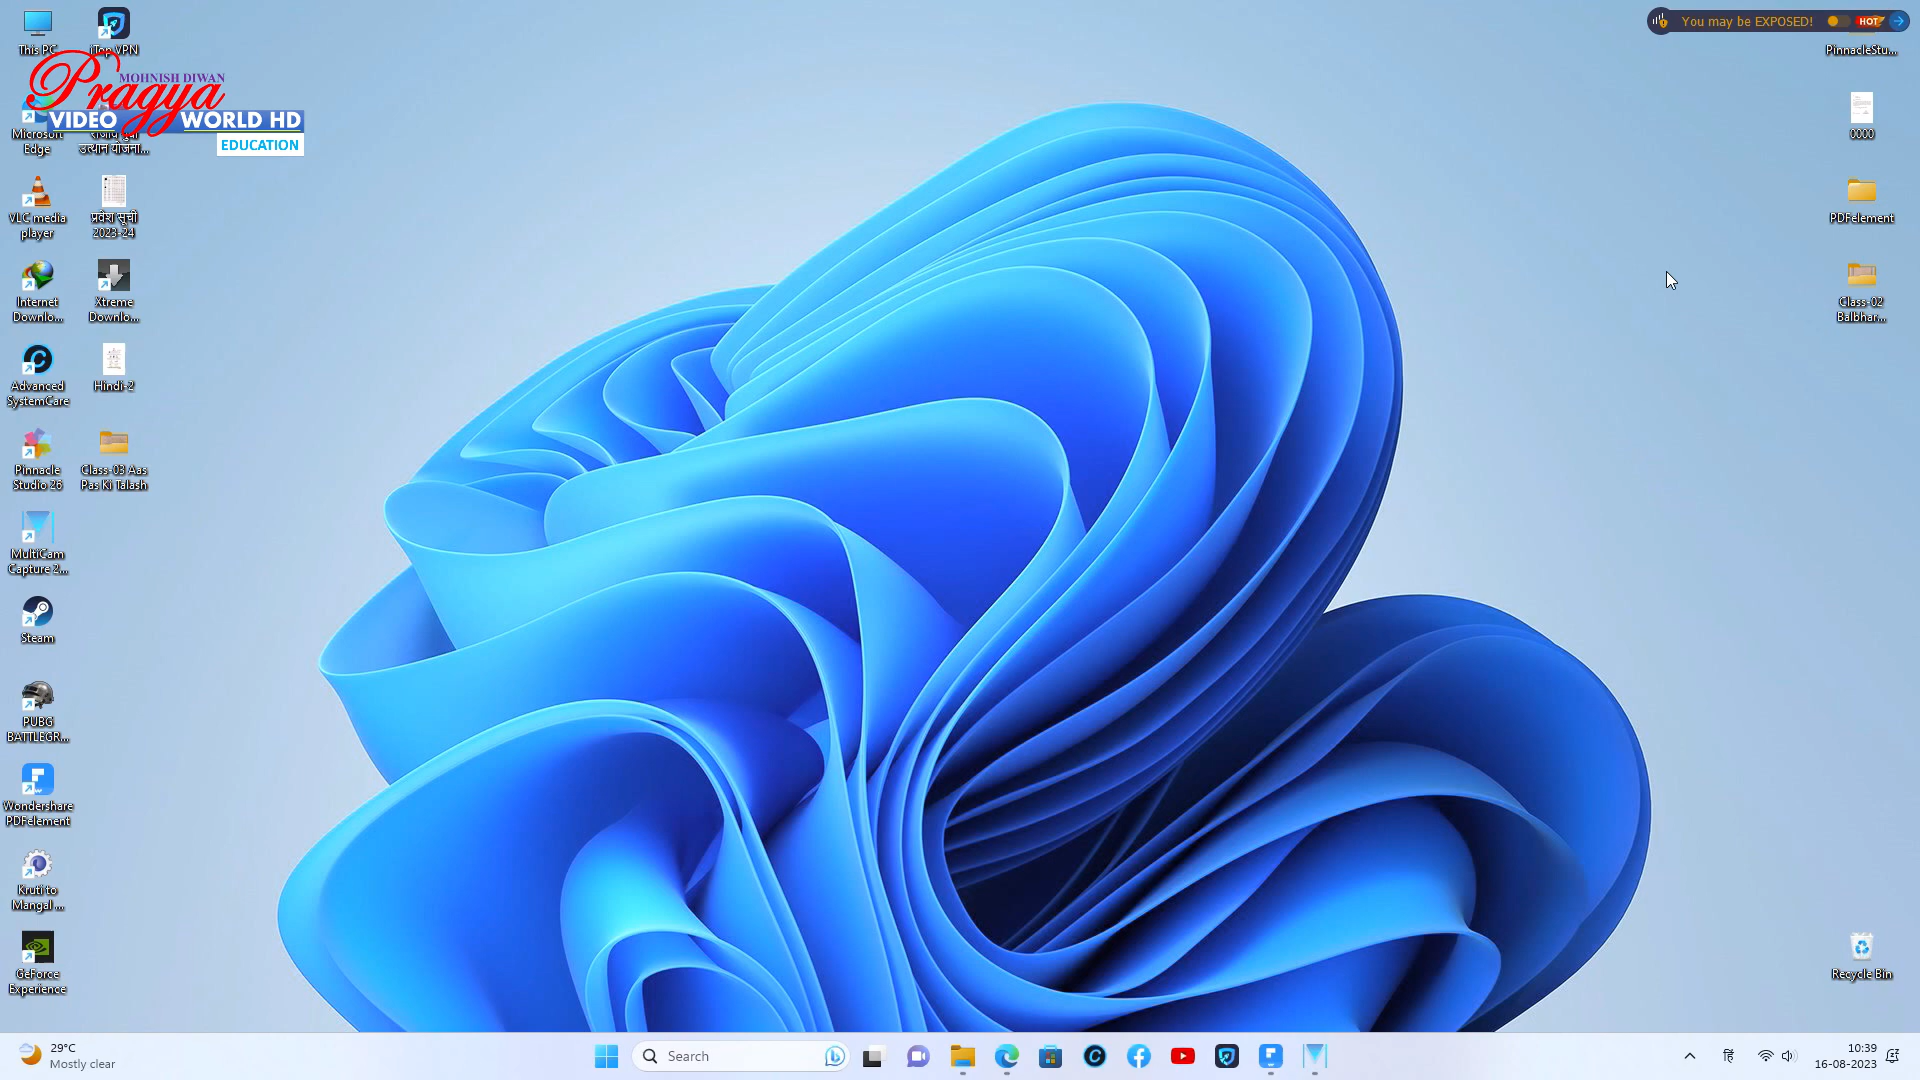 This PC
iTop VPN
MOHNISH DIWAN
Pragya
VIDEO WORLD HD
EDUCATION
Microsoft
Edge
उत्थान योजना...
VLC media
player
प्रवेश सूची
2023-24
Internet
Downlo...
Xtreme
Downlo...
Advanced
SystemCare
Hindi-2
Pinnacle
Studio 26
Class-03 Aas
Pas Ki Talash
MultiCam
Capture 2...
Steam
PUBG
BATTLEGR...
Wondershare
PDFelement
Kruti to
Mangal ...
GeForce
Experience
You may be EXPOSED!
HOT
PinnacleStu...
0000
PDFelement
Class-02
Balbhar...
Recycle Bin
29°C
Mostly clear
Search
हिं
10:39
16-08-2023